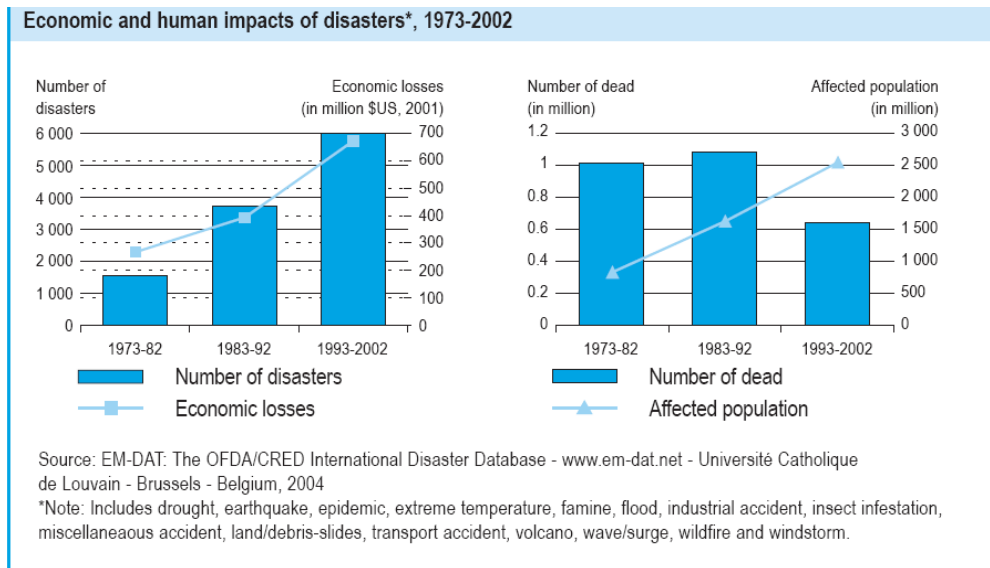 Economic and human impacts of disasters*, 1973-2002
Number of
disasters
Economic losses
(in million $US, 2001)
6 000
5 000
4 000
3 000
2 000
1 000
0
700
600
500
400
300
200
100
0
1973-82
1983-92
1993-2002
Number of disasters
Economic losses
Number of dead
(in million)
Affected population
(in million)
1.2
1
0.8
0.6
0.4
0.2
0
3 000
2 500
2 000
1 500
1 000
500
0
1973-82
1983-92
1993-2002
Number of dead
Affected population
Source: EM-DAT: The OFDA/CRED International Disaster Database - www.em-dat.net - Université Catholique
de Louvain - Brussels - Belgium, 2004
*Note: Includes drought, earthquake, epidemic, extreme temperature, famine, flood, industrial accident, insect infestation,
miscellaneaous accident, land/debris-slides, transport accident, volcano, wave/surge, wildfire and windstorm.